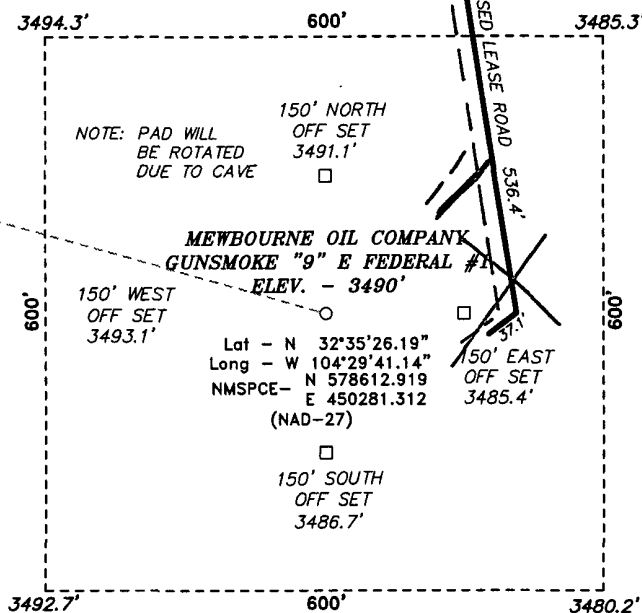 3494.3'
600'
3485.3'
SED LEASE ROAD 536.4'
150' NORTH
OFF SET
3491.1'
NOTE: PAD WILL
BE ROTATED
DUE TO CAVE
MEWBOURNE OIL COMPANY
GUNSMOKE "9" E FEDERAL #1
ELEV. - 3490'
600'
150' WEST
OFF SET
3493.1'
600'
37.1'
Lat - N 32°35'26.19"
Long - W 104°29'41.14"
NMSPCE- N 578612.919
E 450281.312
(NAD-27)
150' EAST
OFF SET
3485.4'
150' SOUTH
OFF SET
3486.7'
3492.7'
600'
3480.2'